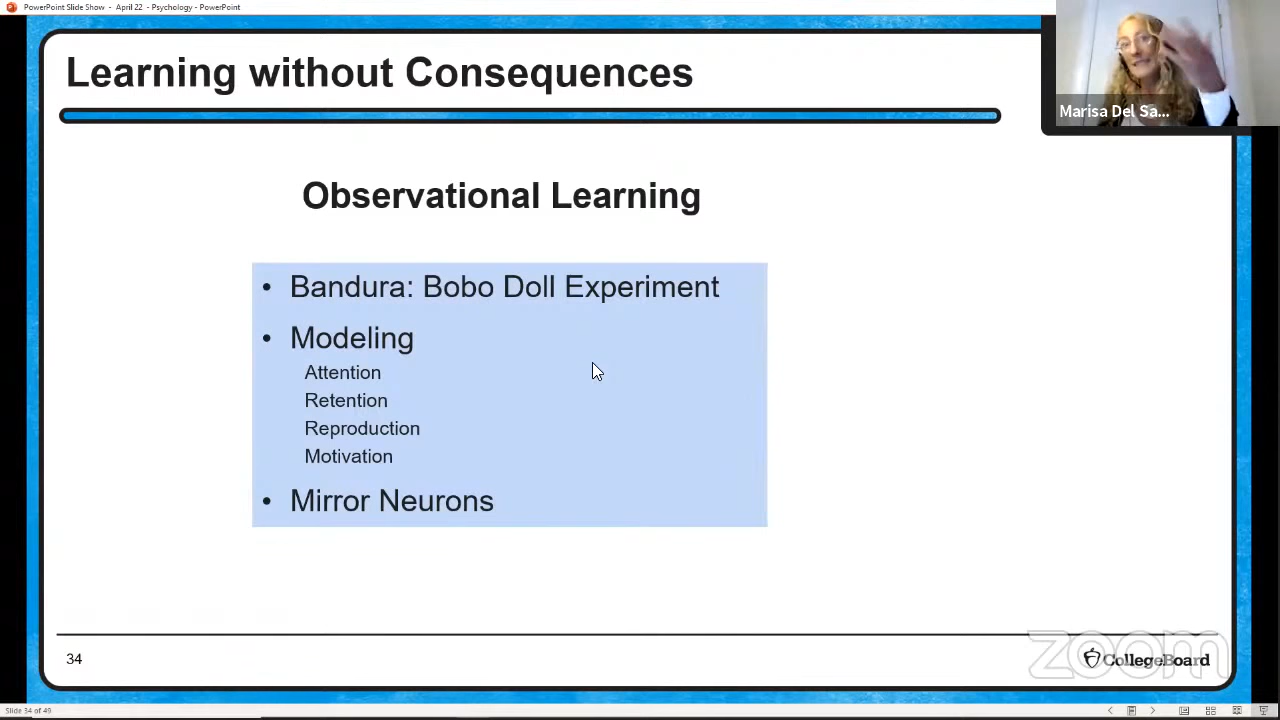 PowerPoint Slide Show - April 22 - Psychology - PowerPoint
Learning without Consequences
Marisa Del Sa...
Observational Learning
• Bandura: Bobo Doll Experiment
• Modeling
Attention
Retention
Reproduction
Motivation
• Mirror Neurons
34
zoom
CollegeBoard
Slide 34 of 49